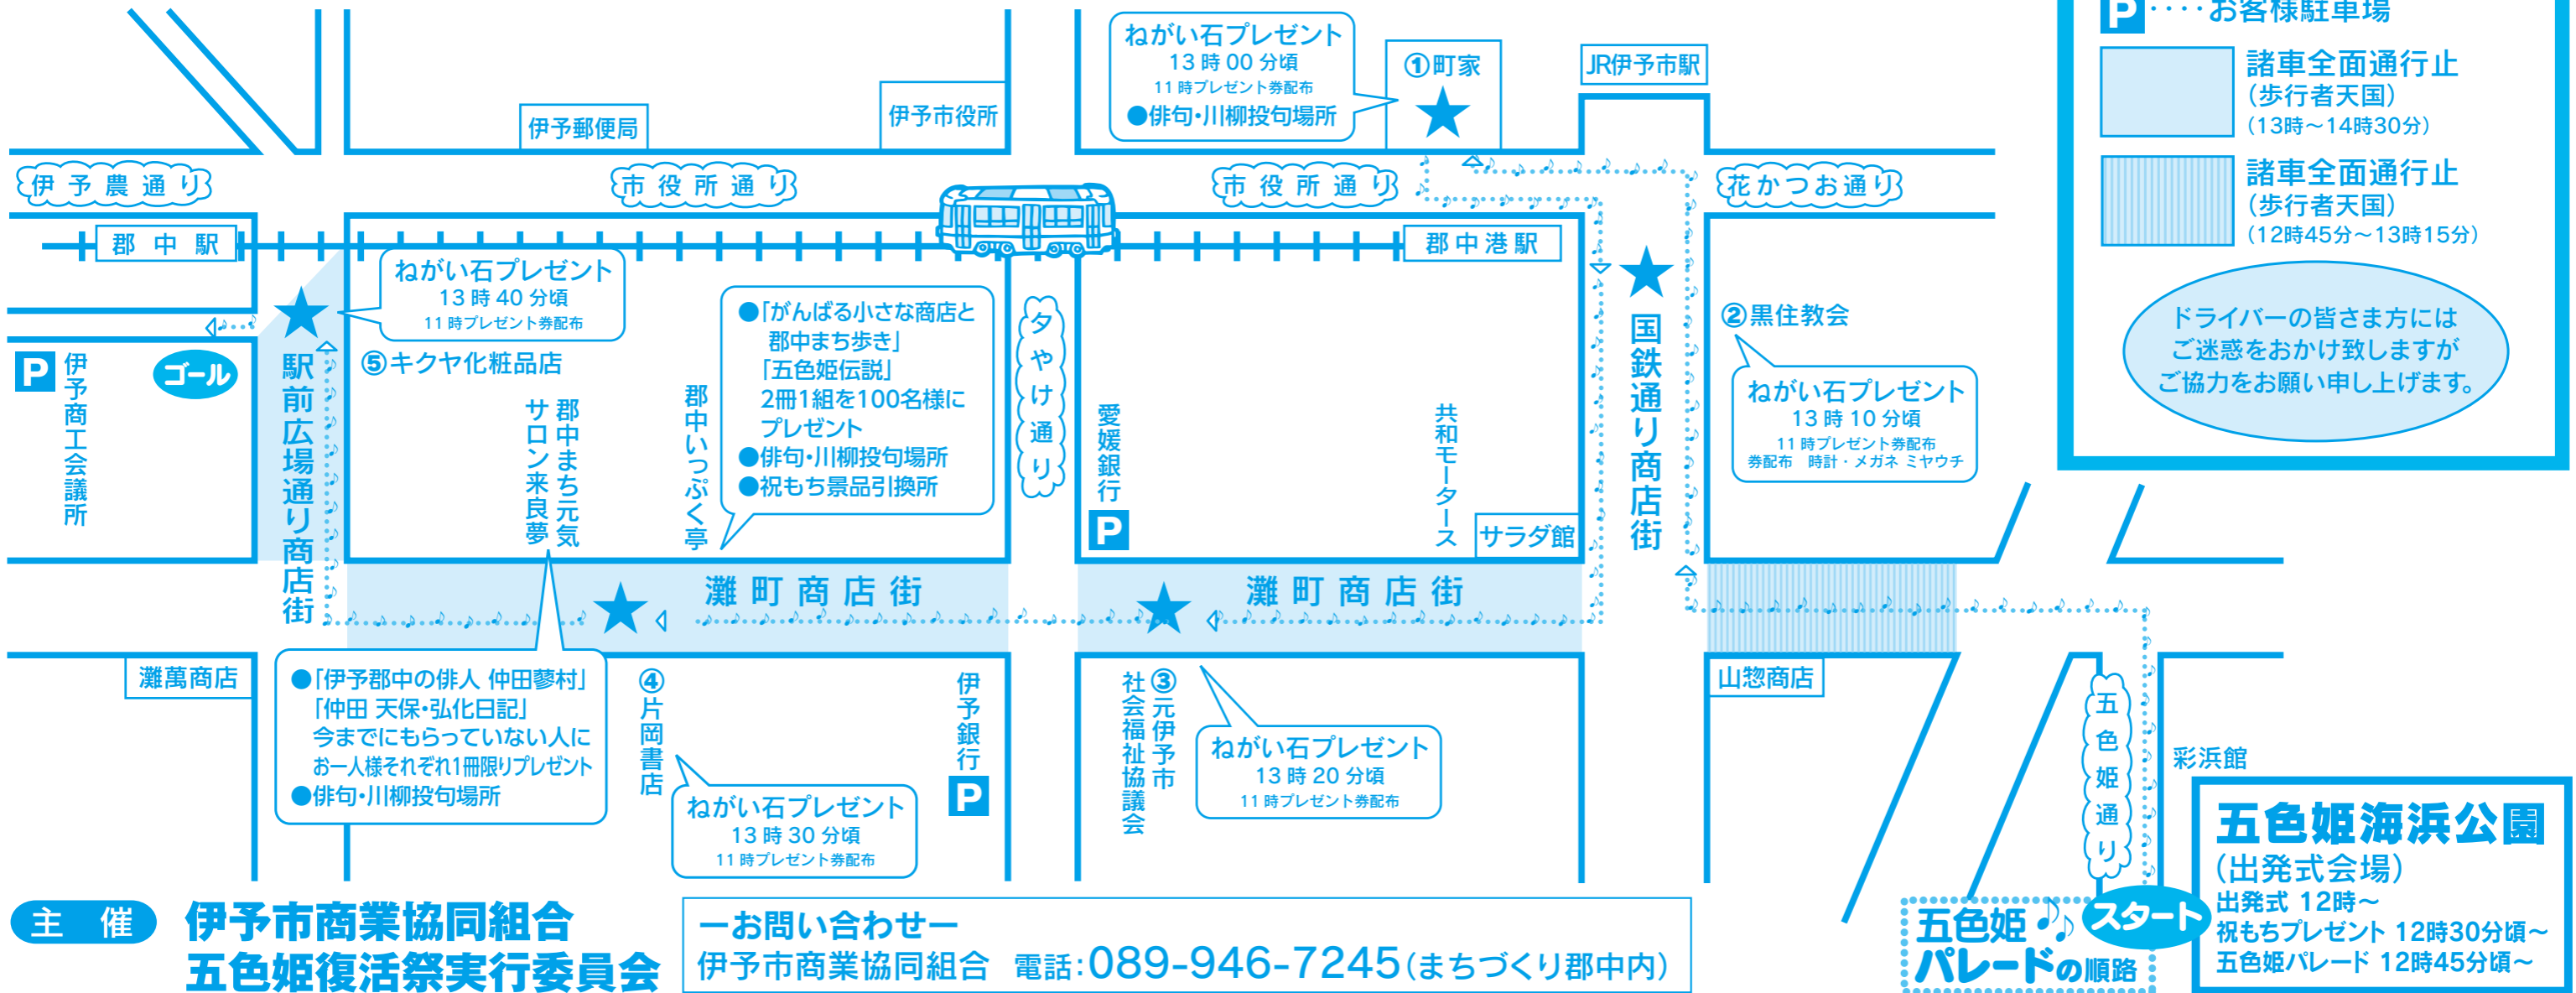 P‥‥お客様駐車場
諸車全面通行止
(歩行者天国)
(13時～14時30分)
諸車全面通行止
(歩行者天国)
(12時45分～13時15分)
ドライバーの皆さま方には
ご迷惑をおかけ致しますが
ご協力をお願い申し上げます。
ねがい石プレゼント
13時00分頃
11時プレゼント券配布
●俳句・川柳投句場所
①町家
JR伊予市駅
伊予郵便局
伊予市役所
伊予農通り
市役所通り
市役所通り
花かつお通り
郡中駅
郡中港駅
ねがい石プレゼント
13時40分頃
11時プレゼント券配布
⑤キクヤ化粧品店
●「がんばる小さな商店と
郡中まち歩き」
「五色姫伝説」
2冊1組を100名様に
プレゼント
●俳句・川柳投句場所
●祝もち景品引換所
夕やけ通り
国鉄通り商店街
②黒住教会
ねがい石プレゼント
13時10分頃
11時プレゼント券配布
券配布 時計・メガネ ミヤウチ
P
伊予商工会議所
ゴール
駅前広場通り商店街
郡中まち元気
サロン来良夢
郡中いっぷく亭
愛媛銀行
P
共和モータース
サラダ館
灘町商店街
灘町商店街
灘萬商店
●「伊予郡中の俳人 仲田蓼村」
「仲田 天保・弘化日記」
今までにもらっていない人に
お一人様それぞれ1冊限りプレゼント
●俳句・川柳投句場所
④片岡書店
ねがい石プレゼント
13時30分頃
11時プレゼント券配布
伊予銀行
P
③元伊予市
社会福祉協議会
ねがい石プレゼント
13時20分頃
11時プレゼント券配布
山惣商店
五色姫通り
彩浜館
五色姫海浜公園
(出発式会場)
出発式 12時～
祝もちプレゼント 12時30分頃～
五色姫パレード 12時45分頃～
スタート
五色姫
パレードの順路
主催
伊予市商業協同組合
五色姫復活祭実行委員会
ーお問い合わせー
伊予市商業協同組合 電話:089-946-7245(まちづくり郡中内)